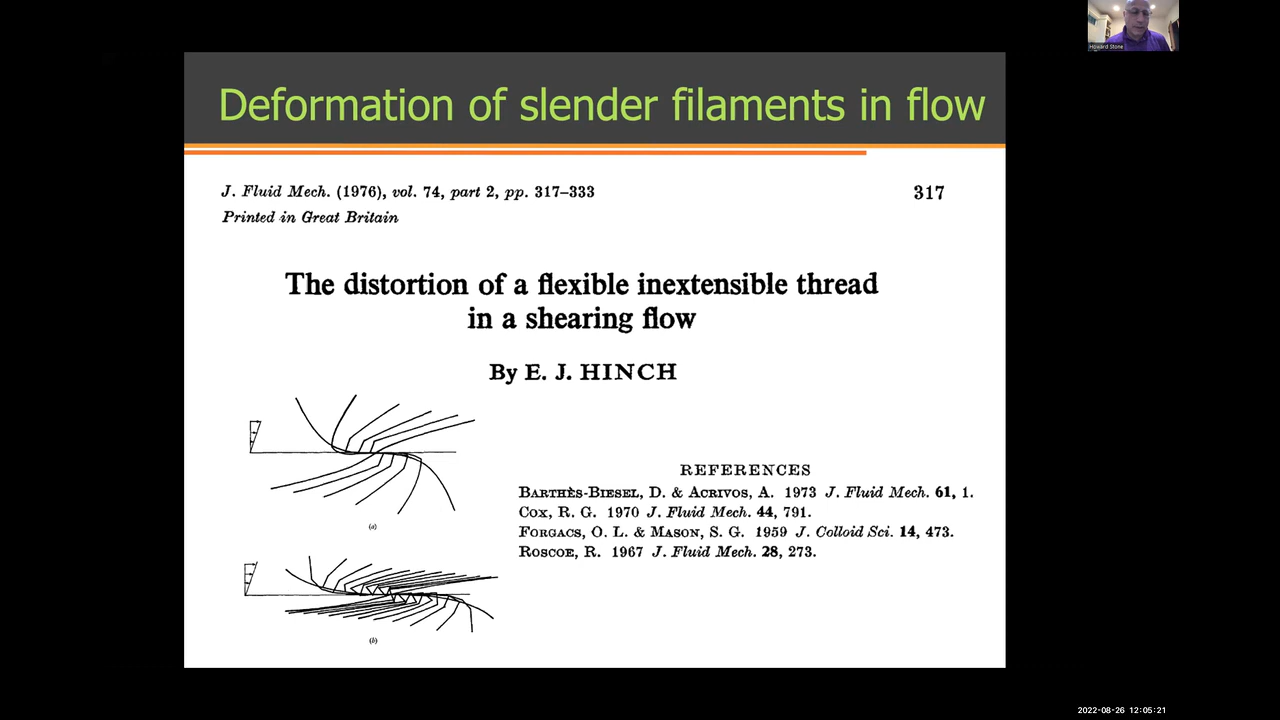 Howard Stone
Deformation of slender filaments in flow
J. Fluid Mech. (1976), vol. 74, part 2, pp. 317–333
317
Printed in Great Britain
The distortion of a flexible inextensible thread
in a shearing flow
By E. J. HINCH
(a)
(b)
REFERENCES
BARTHÈS-BIESEL, D. & ACRIVOS, A. 1973 J. Fluid Mech. 61, 1.
COX, R. G. 1970 J. Fluid Mech. 44, 791.
FORGACS, O. L. & MASON, S. G. 1959 J. Colloid Sci. 14, 473.
ROSCOE, R. 1967 J. Fluid Mech. 28, 273.
2022-08-26 12:05:21